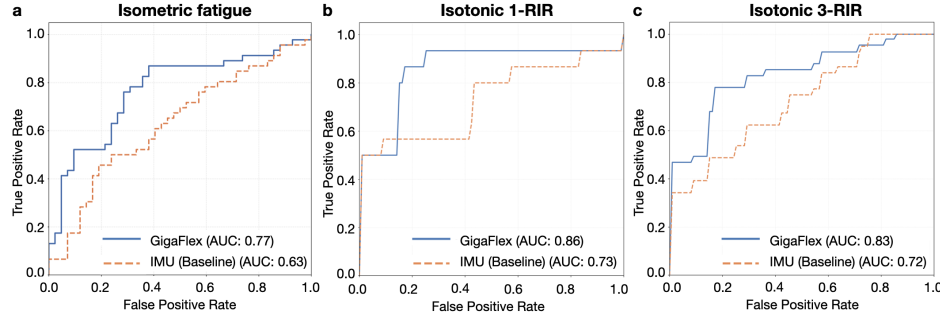 a Isometric fatigue
True Positive Rate
1.0
0.8
0.6
0.4
0.2
0.0
GigaFlex (AUC: 0.77)
IMU (Baseline) (AUC: 0.63)
0.0 0.2 0.4 0.6 0.8 1.0
False Positive Rate
b Isotonic 1-RIR
True Positive Rate
1.0
0.8
0.6
0.4
0.2
0.0
GigaFlex (AUC: 0.86)
IMU (Baseline) (AUC: 0.73)
0.0 0.2 0.4 0.6 0.8 1.0
False Positive Rate
c Isotonic 3-RIR
True Positive Rate
1.0
0.8
0.6
0.4
0.2
0.0
GigaFlex (AUC: 0.83)
IMU (Baseline) (AUC: 0.72)
0.0 0.2 0.4 0.6 0.8 1.0
False Positive Rate